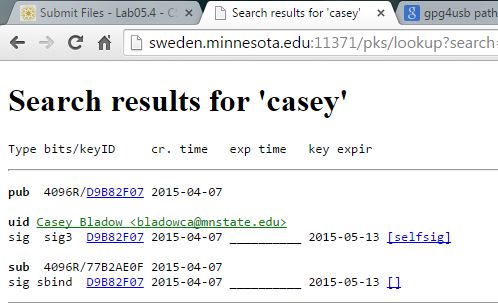 Submit Files - Lab05.4 - CS
Search results for 'casey'
gpg4usb path
sweden.minnesota.edu:11371/pks/lookup?search=
Search results for 'casey'
Type bits/keyID cr. time exp time key expir
pub 4096R/D9B82F07 2015-04-07
uid Casey Bladow <bladowca@mnstate.edu>
sig sig3 D9B82F07 2015-04-07 __________ 2015-05-13 [selfsig]
sub 4096R/77B2AE0F 2015-04-07
sig sbind D9B82F07 2015-04-07 __________ 2015-05-13 []